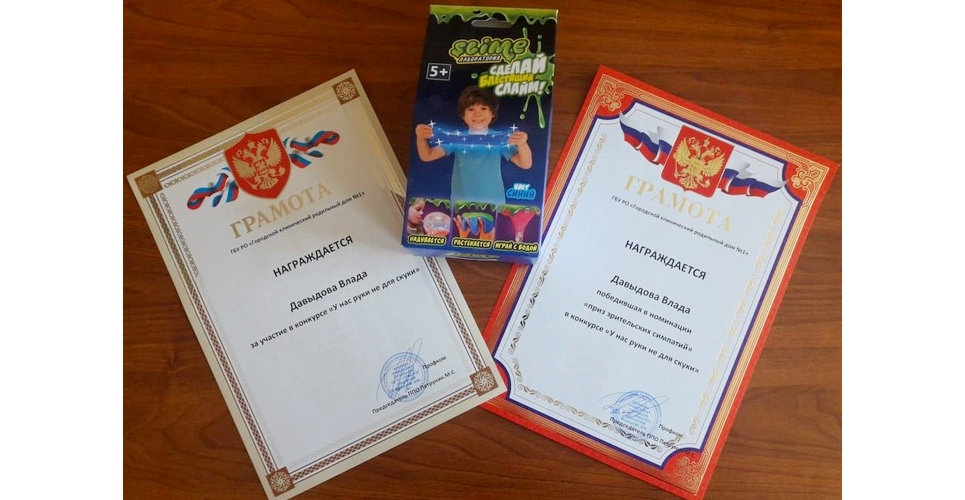 ГРАМОТА
ГБУ РО «Городской клинический родильный дом №1»
НАГРАЖДАЕТСЯ
Давыдова Влада
за участие в конкурсе «У нас руки не для скуки»
Профком
Председатель ППО Петрунин М.С.
SLIME
ЛАБОРАТОРИЯ
5+
СДЕЛАЙ
БЛЕСТЯЩИЙ
СЛАЙМ!
ЦВЕТ
СИНИЙ
НАДУВАЕТСЯ
РАСТЕКАЕТСЯ
ИГРАЙ С ВОДОЙ
ГРАМОТА
ГБУ РО «Городской клинический родильный дом №1»
НАГРАЖДАЕТСЯ
Давыдова Влада
победившая в номинации
«приз зрительских симпатий»
в конкурсе «У нас руки не для скуки»
Профком
Председатель ППО Петрунин М.С.